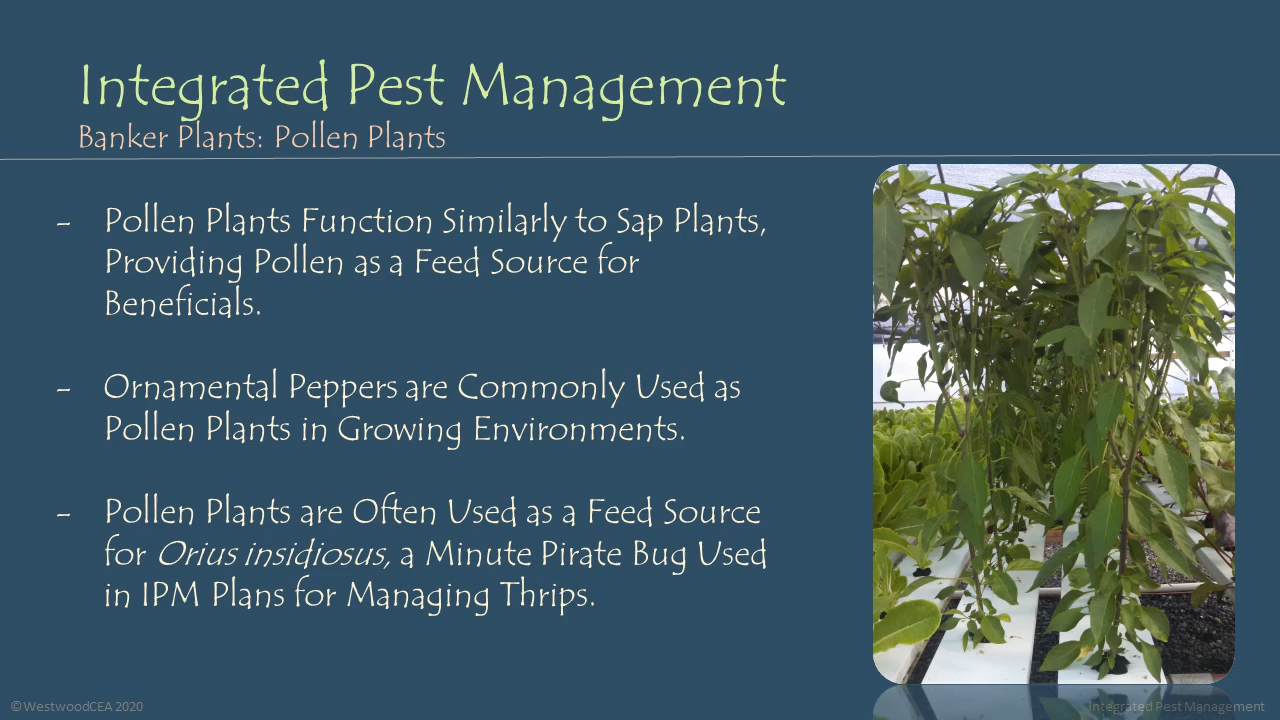 Integrated Pest Management
Banker Plants: Pollen Plants
- Pollen Plants Function Similarly to Sap Plants,
Providing Pollen as a Feed Source for
Beneficials.
- Ornamental Peppers are Commonly Used as
Pollen Plants in Growing Environments.
- Pollen Plants are Often Used as a Feed Source
for Orius insidiosus, a Minute Pirate Bug Used
in IPM Plans for Managing Thrips.
©WestwoodCEA 2020
Integrated Pest Management